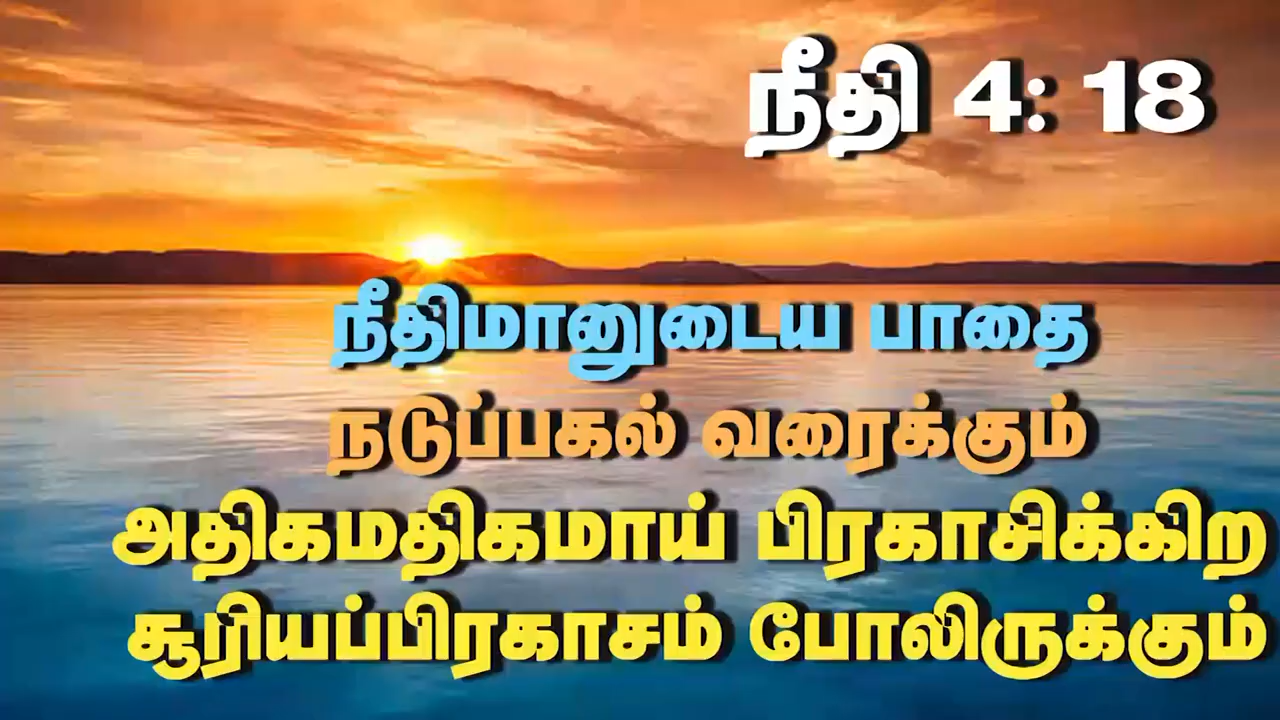 நீதி 4: 18
நீதிமானுடைய பாதை
நடுப்பகல் வரைக்கும்
அதிகமதிகமாய் பிரகாசிக்கிற
சூரியப்பிரகாசம் போலிருக்கும்